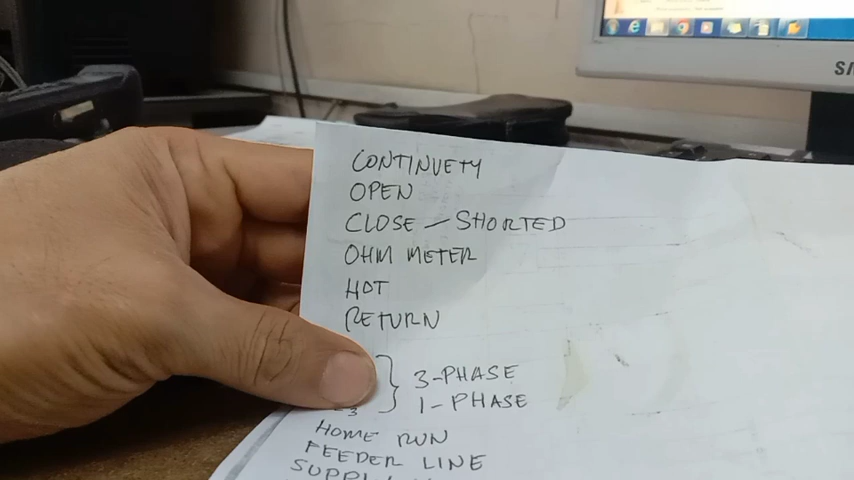 CONTINUETY
OPEN
CLOSE - SHORTED
OHM METER
HOT
RETURN
3-PHASE
1-PHASE
HOME RUN
FEEDER LINE